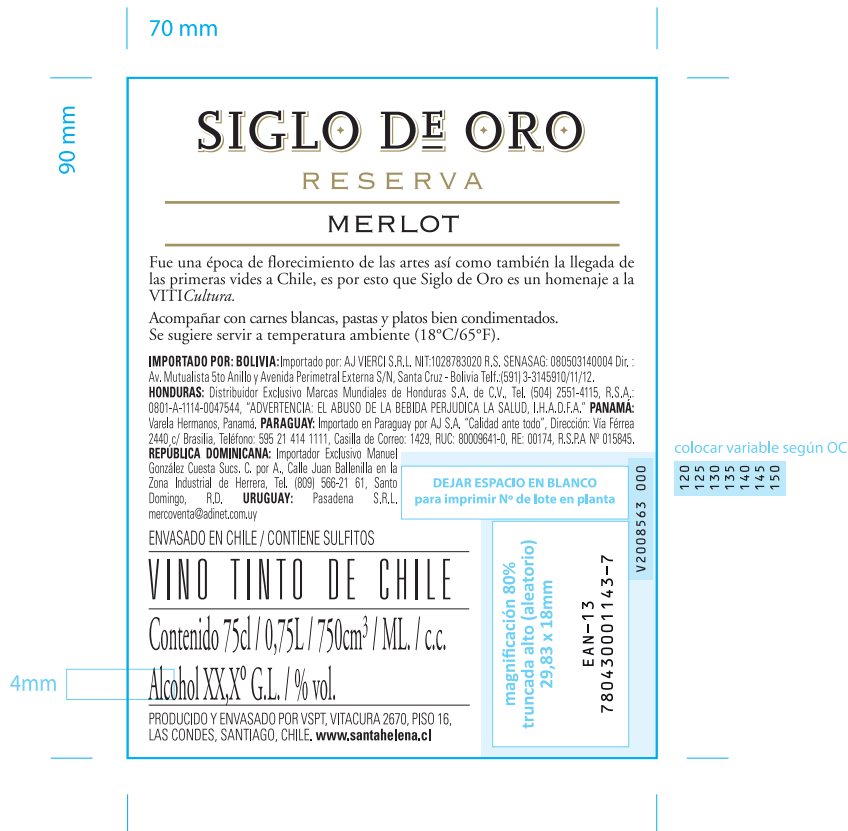 70 mm
90 mm
SIGLO DE ORO
RESERVA
MERLOT
Fue una época de florecimiento de las artes así como también la llegada de
las primeras vides a Chile, es por esto que Siglo de Oro es un homenaje a la
VITICultura.
Acompañar con carnes blancas, pastas y platos bien condimentados.
Se sugiere servir a temperatura ambiente (18°C/65°F).
IMPORTADO POR: BOLIVIA: Importado por: AJ VIERCI S.R.L. NIT:1028783020 R.S. SENASAG: 080503140004 Dir. :
Av. Mutualista 5to Anillo y Avenida Perimetral Externa S/N, Santa Cruz - Bolivia Telf.:(591) 3-3145910/11/12.
HONDURAS: Distribuidor Exclusivo Marcas Mundiales de Honduras S.A. de C.V., Tel. (504) 2551-4115, R.S.A.:
0801-A-1114-0047544, "ADVERTENCIA: EL ABUSO DE LA BEBIDA PERJUDICA LA SALUD, I.H.A.D.F.A." PANAMÁ:
Varela Hermanos, Panamá. PARAGUAY: Importado en Paraguay por AJ S.A. "Calidad ante todo", Dirección: Vía Férrea
2440 c/ Brasilia, Teléfono: 595 21 414 1111, Casilla de Correo: 1429, RUC: 80009641-0, RE: 00174, R.S.P.A Nº 015845.
REPÚBLICA DOMINICANA: Importador Exclusivo Manuel
González Cuesta Sucs. C. por A., Calle Juan Ballenilla en la
Zona Industrial de Herrera, Tel. (809) 566-21 61, Santo
Domingo, R.D. URUGUAY: Pasadena S.R.L.
mercoventa@adinet.com.uy
DEJAR ESPACIO EN BLANCO
para imprimir Nº de lote en planta
V2008563 000
colocar variable según OC
120
125
130
135
140
145
150
ENVASADO EN CHILE / CONTIENE SULFITOS
VINO TINTO DE CHILE
Contenido 75cl / 0,75L / 750cm³ / ML. / c.c.
4mm
Alcohol XX,Xº G.L. / % vol.
PRODUCIDO Y ENVASADO POR VSPT, VITACURA 2670, PISO 16,
LAS CONDES, SANTIAGO, CHILE. www.santahelena.cl
magnificación 80%
truncada alto (aleatorio)
29,83 x 18mm
EAN-13
780430001143-7